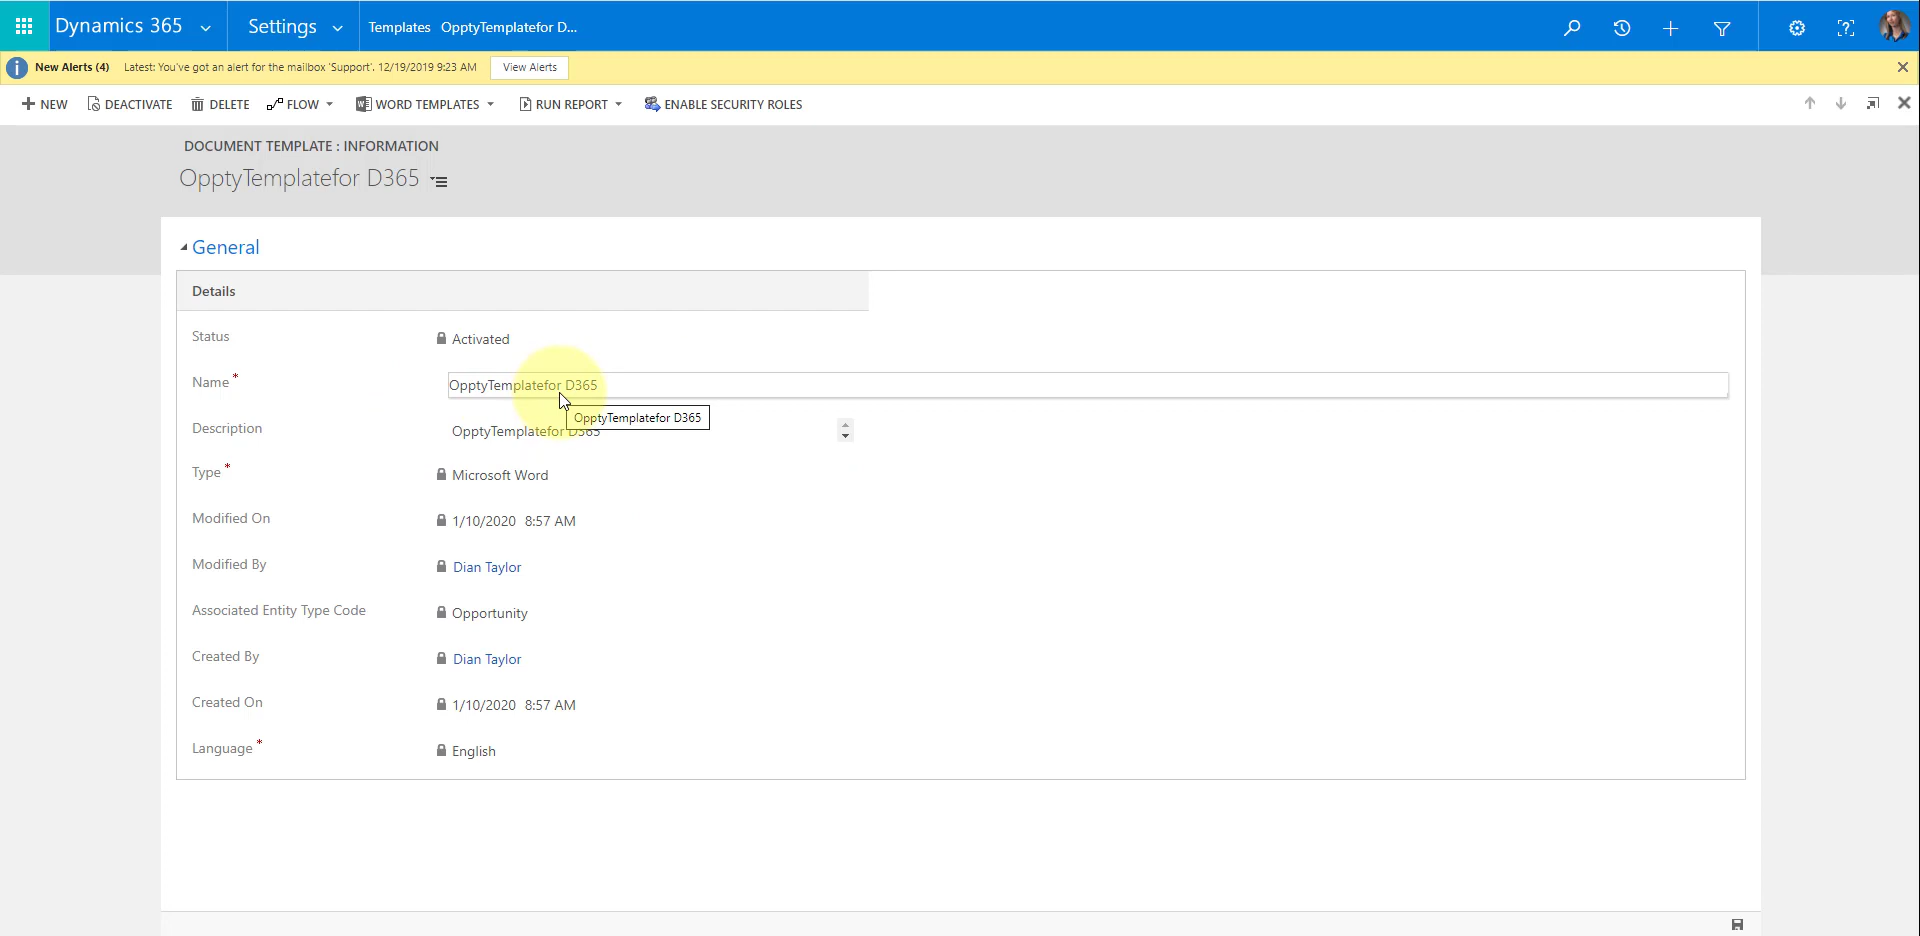 Dynamics 365 Settings Templates OpptyTemplatefor D...
New Alerts (4) Latest: You've got an alert for the mailbox 'Support'. 12/19/2019 9:23 AM View Alerts
NEW DEACTIVATE DELETE FLOW WORD TEMPLATES RUN REPORT ENABLE SECURITY ROLES
DOCUMENT TEMPLATE : INFORMATION
OpptyTemplatefor D365
General
Details
Status Activated
Name * OpptyTemplatefor D365
OpptyTemplatefor D365
Description OpptyTemplatefor D365
Type * Microsoft Word
Modified On 1/10/2020 8:57 AM
Modified By Dian Taylor
Associated Entity Type Code Opportunity
Created By Dian Taylor
Created On 1/10/2020 8:57 AM
Language * English